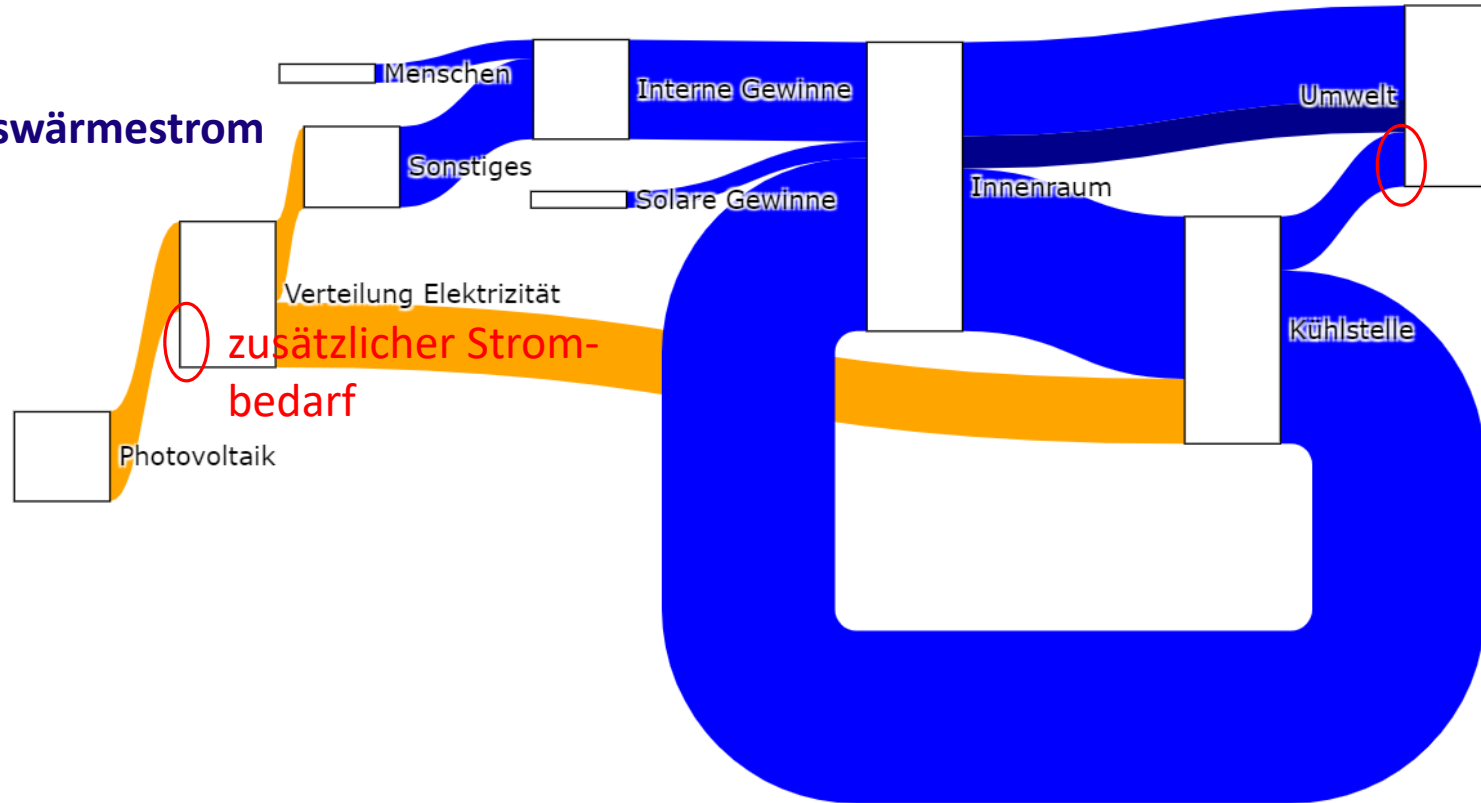 Menschen
Interne Gewinne
Umwelt
swärmestrom
Sonstiges
Solare Gewinne
Innenraum
Verteilung Elektrizität
zusätzlicher Strom-
bedarf
Kühlstelle
Photovoltaik